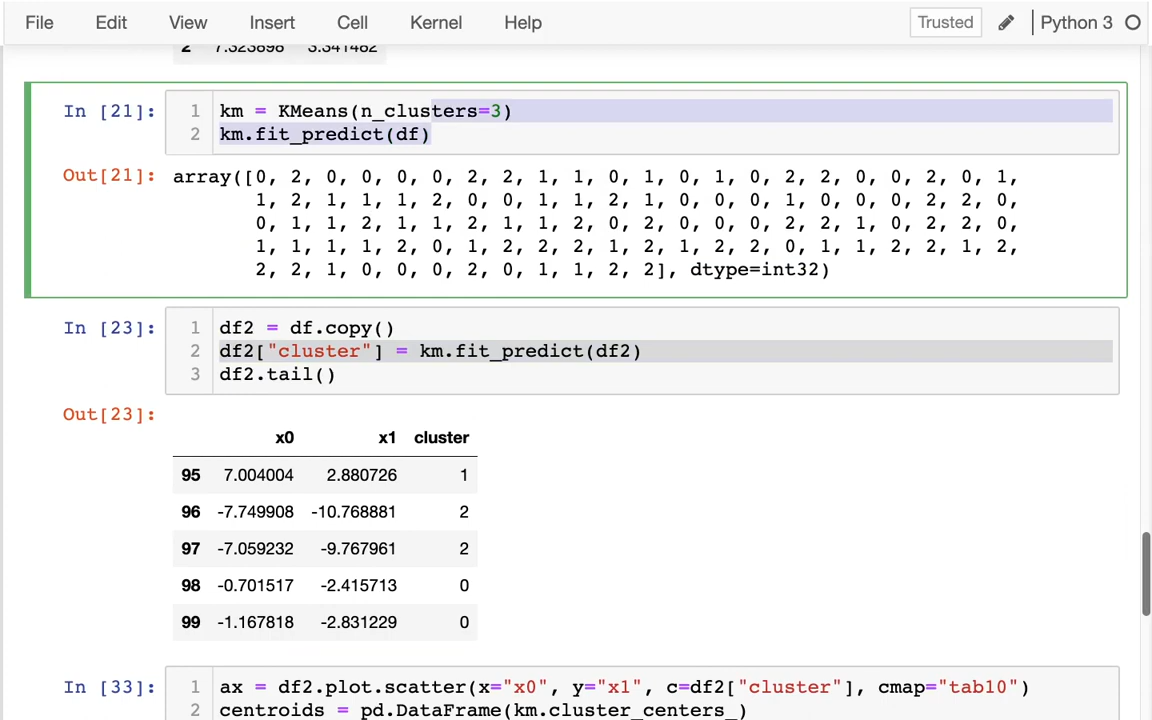 File Edit View Insert Cell Kernel Help Trusted Python 3
2 7.323898 3.341462
In [21]: 1 km = KMeans(n_clusters=3)
2 km.fit_predict(df)
Out[21]: array([0, 2, 0, 0, 0, 0, 2, 2, 1, 1, 0, 1, 0, 1, 0, 2, 2, 0, 0, 2, 0, 1,
1, 2, 1, 1, 1, 2, 0, 0, 1, 1, 2, 1, 0, 0, 0, 1, 0, 0, 0, 2, 2, 0,
0, 1, 1, 2, 1, 1, 2, 1, 1, 2, 0, 2, 0, 0, 0, 2, 2, 1, 0, 2, 2, 0,
1, 1, 1, 1, 2, 0, 1, 2, 2, 2, 1, 2, 1, 2, 2, 0, 1, 1, 2, 2, 1, 2,
2, 2, 1, 0, 0, 0, 2, 0, 1, 1, 2, 2], dtype=int32)
In [23]: 1 df2 = df.copy()
2 df2["cluster"] = km.fit_predict(df2)
3 df2.tail()
Out[23]:
x0 x1 cluster
95 7.004004 2.880726 1
96 -7.749908 -10.768881 2
97 -7.059232 -9.767961 2
98 -0.701517 -2.415713 0
99 -1.167818 -2.831229 0
In [33]: 1 ax = df2.plot.scatter(x="x0", y="x1", c=df2["cluster"], cmap="tab10")
2 centroids = pd.DataFrame(km.cluster_centers_)